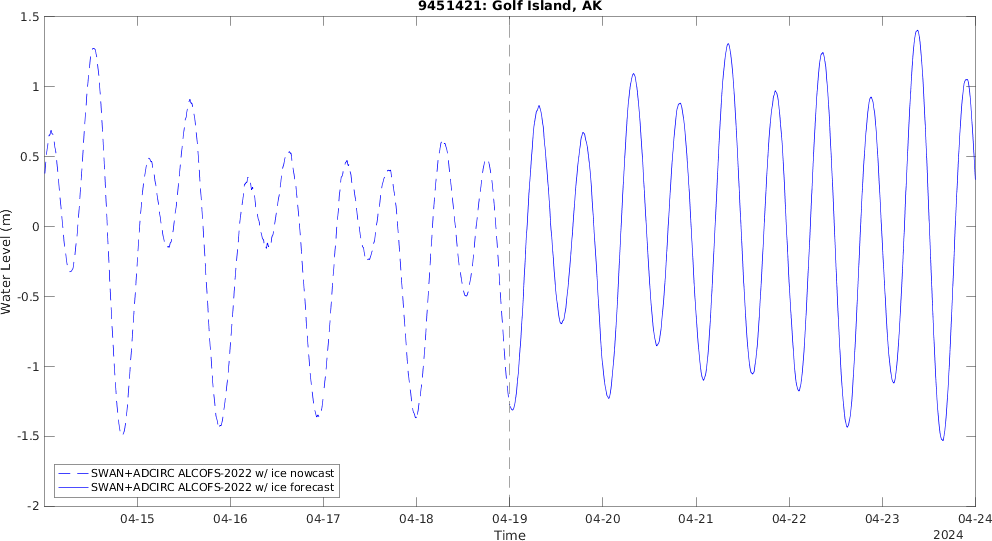 9451421: Golf Island, AK
1.5
1
0.5
0
-0.5
-1
-1.5
-2
Water Level (m)
SWAN+ADCIRC ALCOFS-2022 w/ ice nowcast
SWAN+ADCIRC ALCOFS-2022 w/ ice forecast
04-15 04-16 04-17 04-18 04-19 04-20 04-21 04-22 04-23 04-24
Time
2024